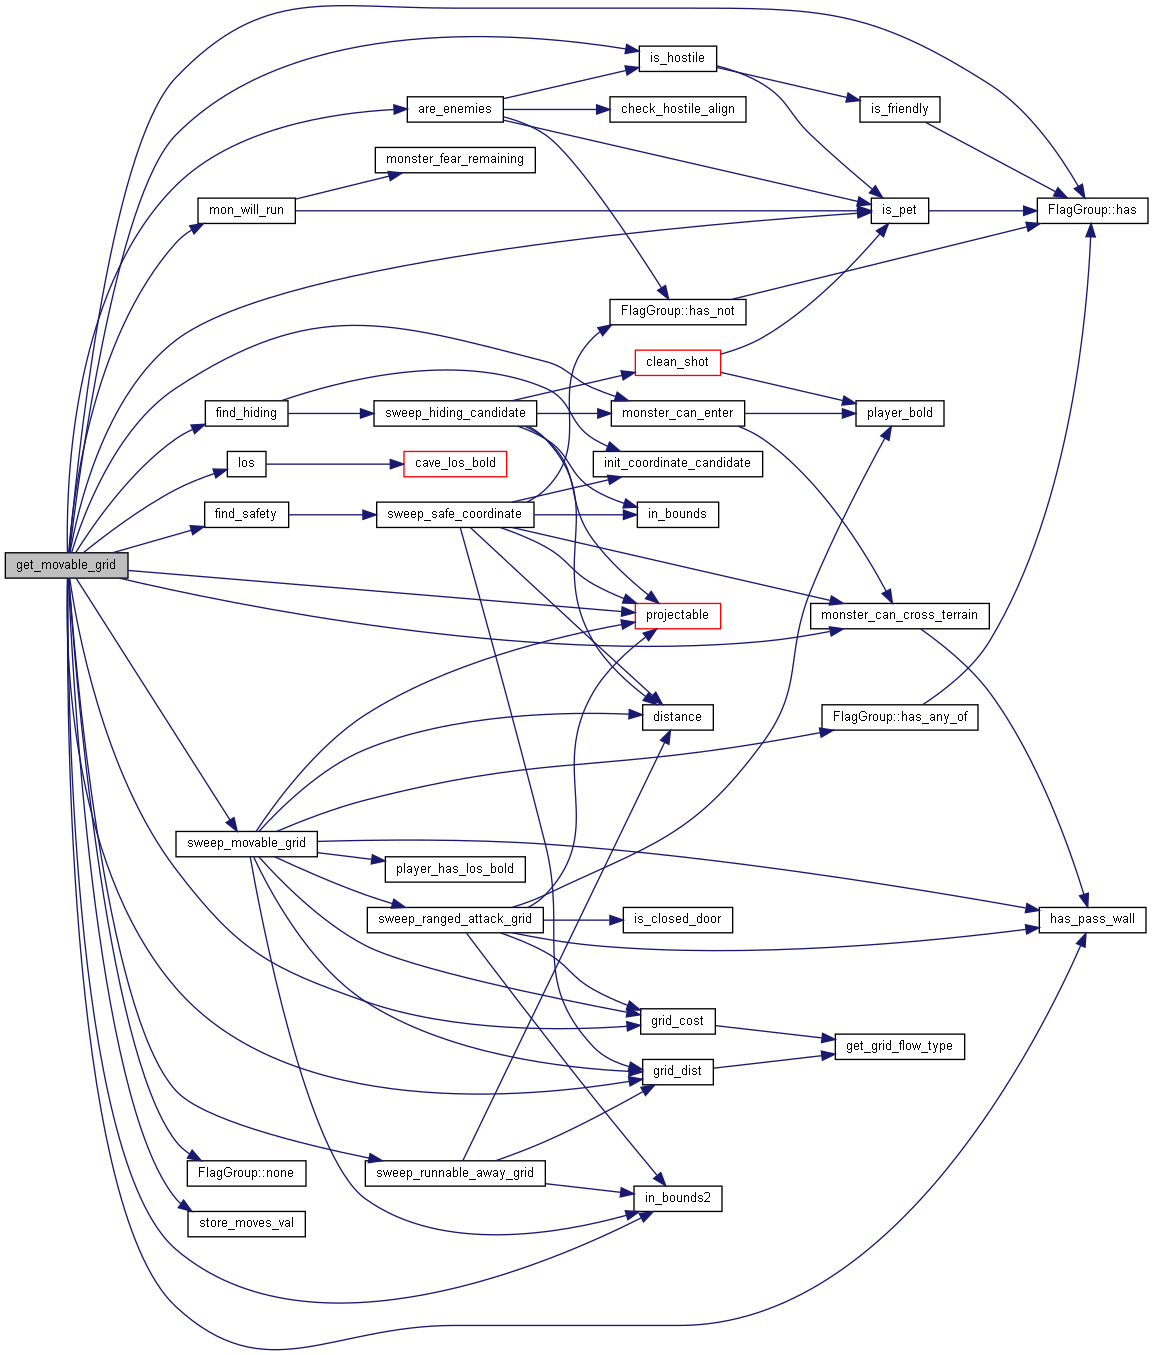 is_hostile
are_enemies
check_hostile_align
is_friendly
monster_fear_remaining
mon_will_run
is_pet
FlagGroup::has
FlagGroup::has_not
clean_shot
find_hiding
sweep_hiding_candidate
monster_can_enter
player_bold
los
cave_los_bold
init_coordinate_candidate
find_safety
sweep_safe_coordinate
in_bounds
get_movable_grid
projectable
monster_can_cross_terrain
distance
FlagGroup::has_any_of
sweep_movable_grid
player_has_los_bold
sweep_ranged_attack_grid
is_closed_door
has_pass_wall
grid_cost
get_grid_flow_type
grid_dist
FlagGroup::none
sweep_runnable_away_grid
in_bounds2
store_moves_val